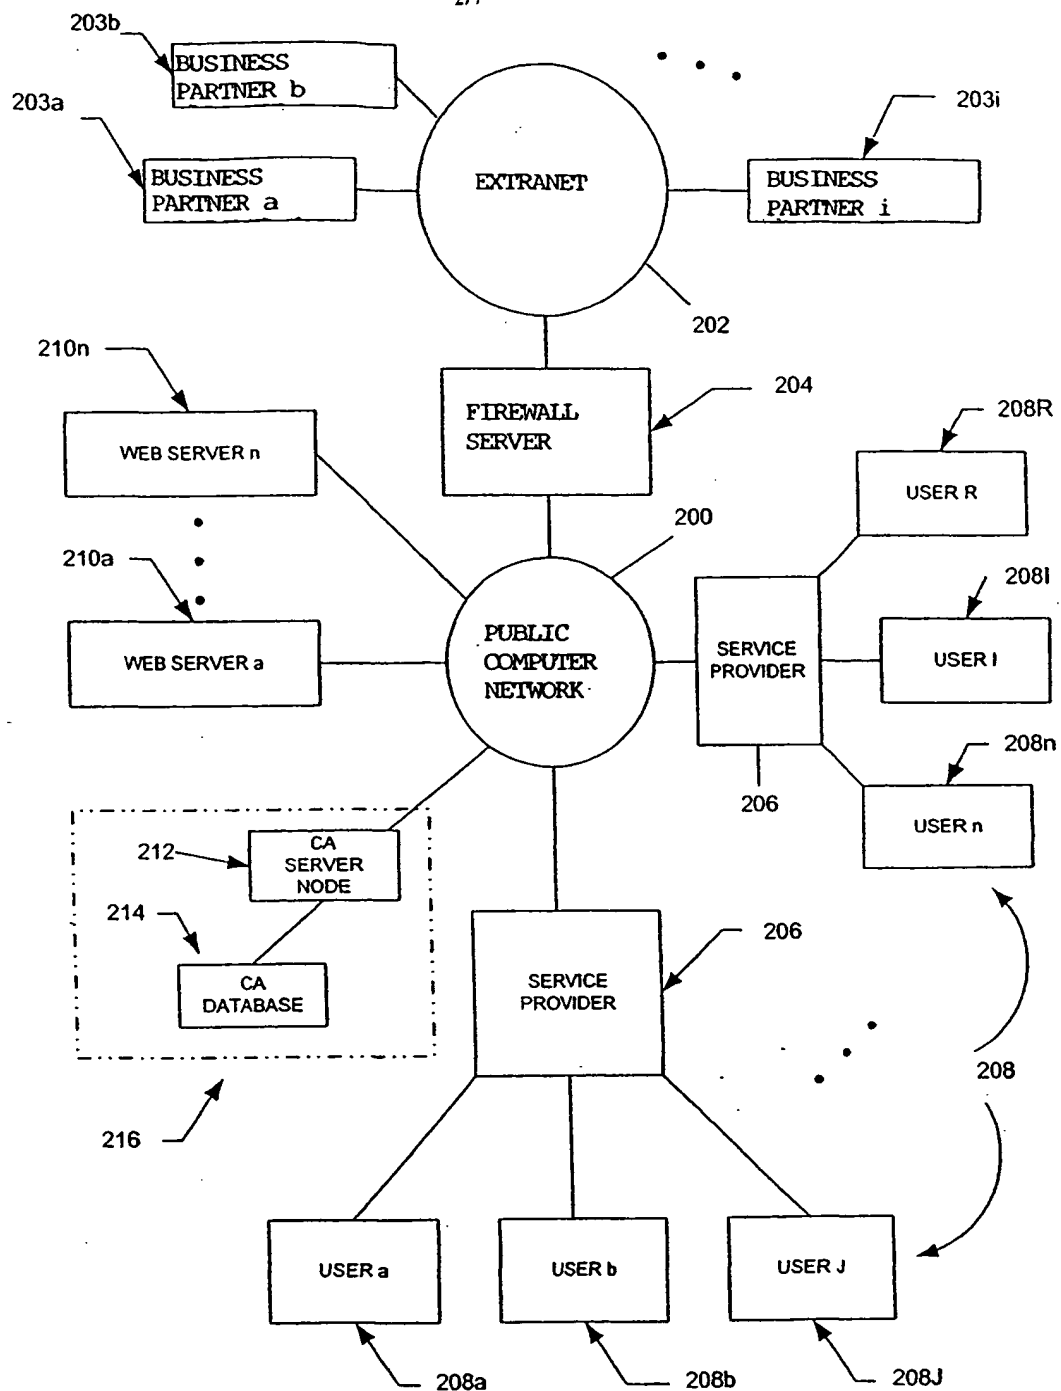 2/7
203b
BUSINESS
PARTNER b
203a
BUSINESS
PARTNER a
EXTRANET
203i
BUSINESS
PARTNER i
202
210n
WEB SERVER n
FIREWALL
SERVER
204
208R
USER R
200
210a
WEB SERVER a
PUBLIC
COMPUTER
NETWORK
SERVICE
PROVIDER
208I
USER I
208n
USER n
206
212
CA
SERVER
NODE
214
CA
DATABASE
216
SERVICE
PROVIDER
206
208
USER a
USER b
USER J
208a
208b
208J